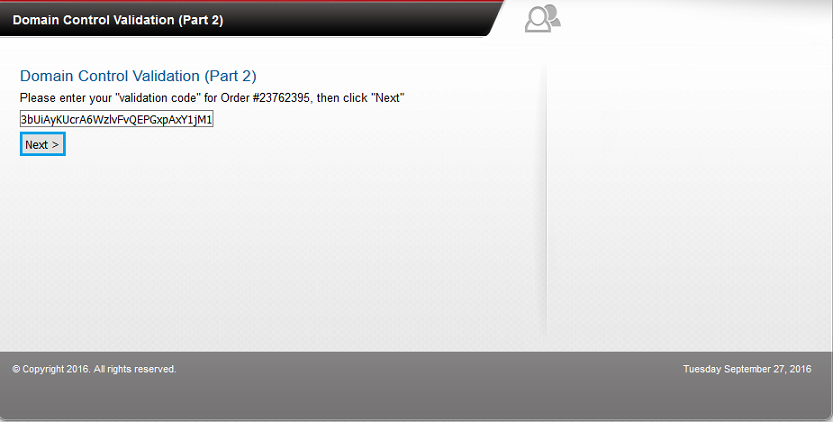 Domain Control Validation (Part 2)
Domain Control Validation (Part 2)
Please enter your "validation code" for Order #23762395, then click "Next"
3bUiAyKUcrA6WzlvFvQEPGxpAxY1jM1
Next >
© Copyright 2016. All rights reserved.
Tuesday September 27, 2016